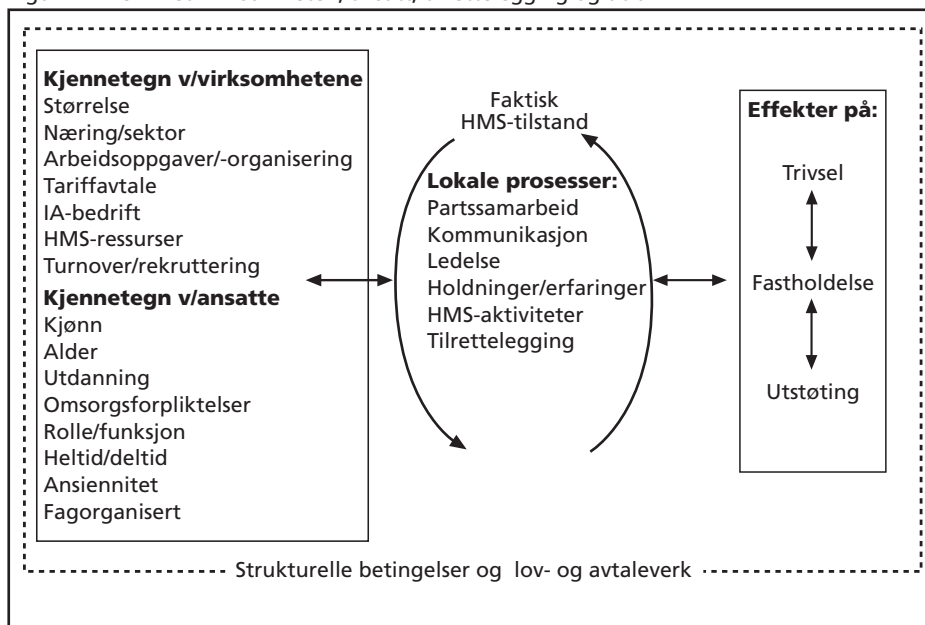 Kjennetegn v/virksomhetene
Størrelse
Næring/sektor
Arbeidsoppgaver/-organisering
Tariffavtale
IA-bedrift
HMS-ressurser
Turnover/rekruttering
Kjennetegn v/ansatte
Kjønn
Alder
Utdanning
Omsorgsforpliktelser
Rolle/funksjon
Heltid/deltid
Ansiennitet
Fagorganisert
Faktisk
HMS-tilstand
Lokale prosesser:
Partssamarbeid
Kommunikasjon
Ledelse
Holdninger/erfaringer
HMS-aktiviteter
Tilrettelegging
Effekter på:
Trivsel
Fastholdelse
Utstøting
Strukturelle betingelser og lov- og avtaleverk